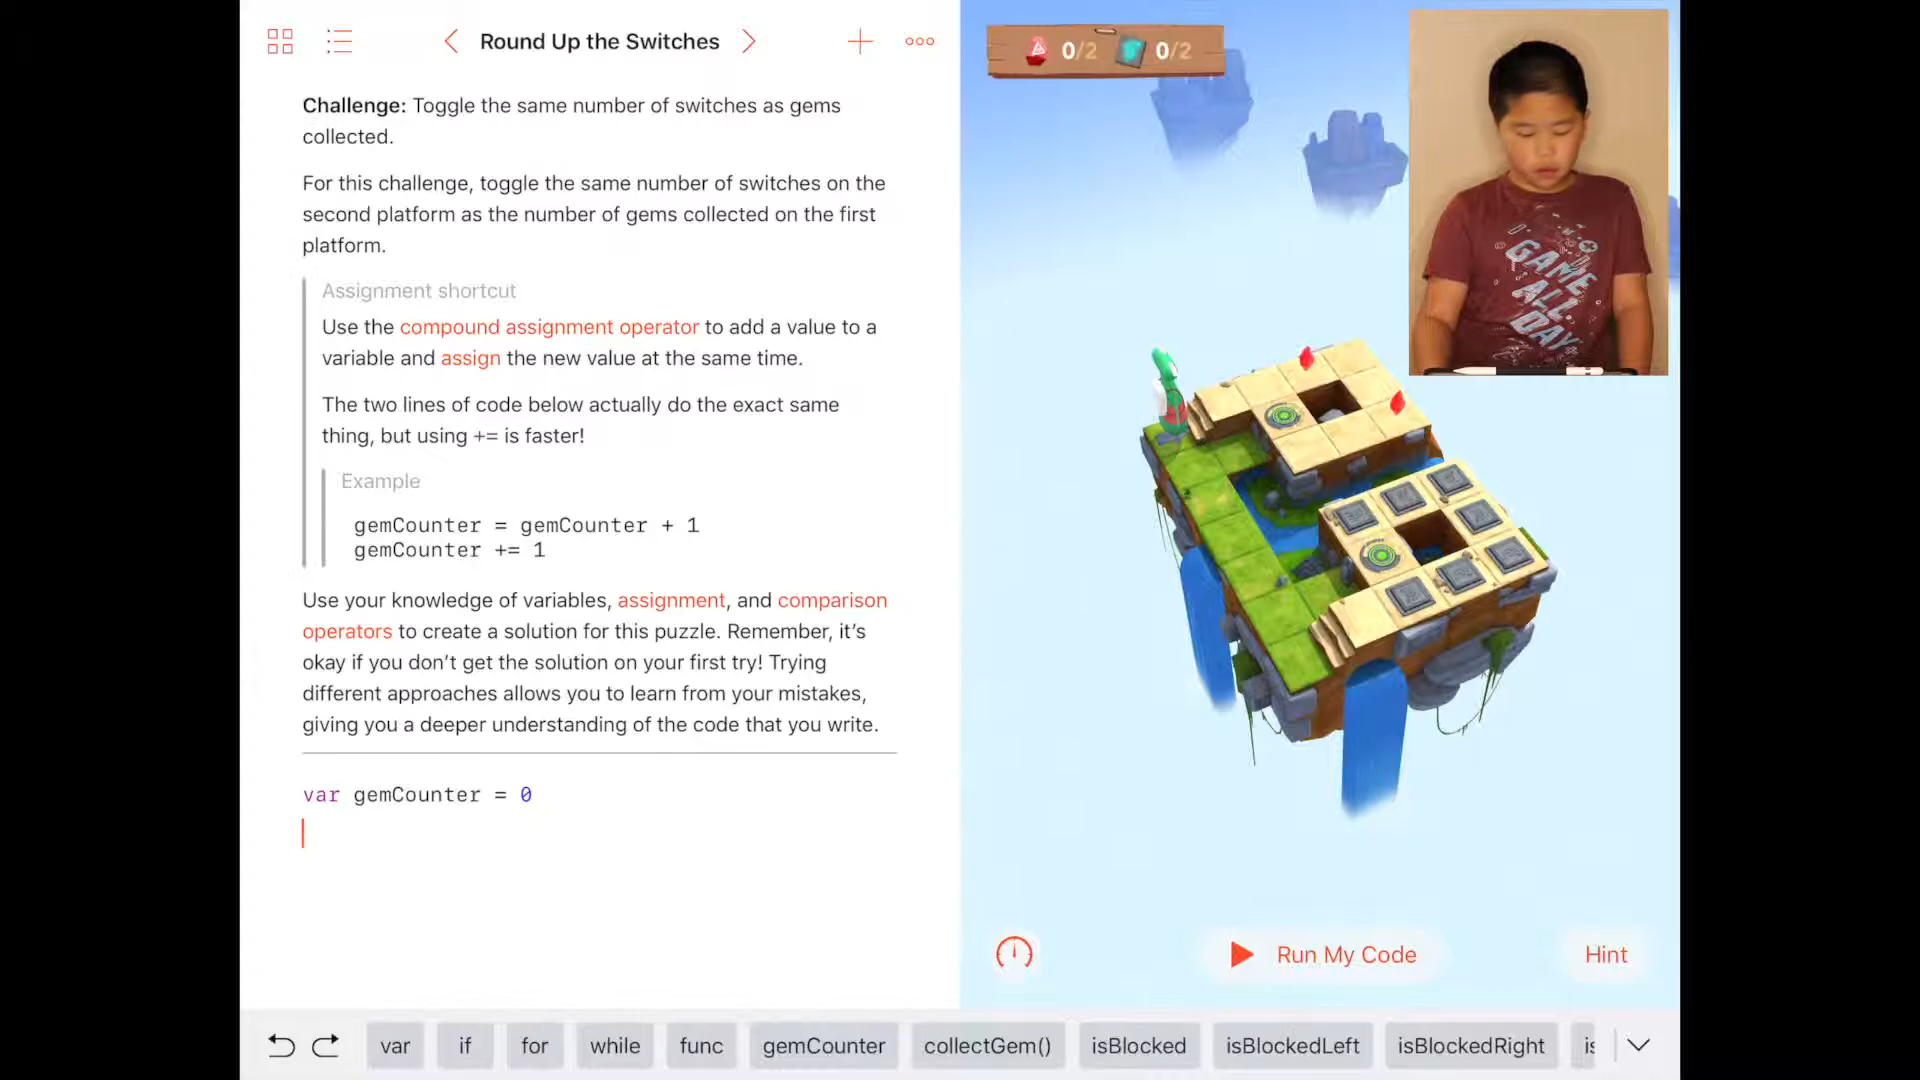 Round Up the Switches
Challenge: Toggle the same number of switches as gems
collected.
For this challenge, toggle the same number of switches on the
second platform as the number of gems collected on the first
platform.
Assignment shortcut
Use the compound assignment operator to add a value to a
variable and assign the new value at the same time.
The two lines of code below actually do the exact same
thing, but using += is faster!
Example
gemCounter = gemCounter + 1
gemCounter += 1
Use your knowledge of variables, assignment, and comparison
operators to create a solution for this puzzle. Remember, it’s
okay if you don’t get the solution on your first try! Trying
different approaches allows you to learn from your mistakes,
giving you a deeper understanding of the code that you write.
var gemCounter = 0
0/2 0/2
GAME
ALL
DAY
Run My Code
Hint
var if for while func gemCounter collectGem() isBlocked isBlockedLeft isBlockedRight